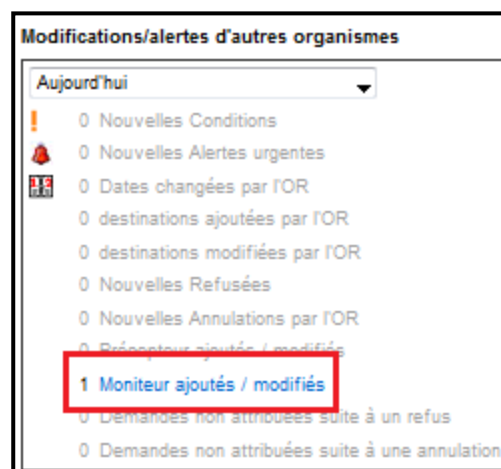 Modifications/alertes d'autres organismes
Aujourd'hui
0 Nouvelles Conditions
0 Nouvelles Alertes urgentes
0 Dates changées par l'OR
0 destinations ajoutées par l'OR
0 destinations modifiées par l'OR
0 Nouvelles Refusées
0 Nouvelles Annulations par l'OR
0 Précepteur ajoutés / modifiés
1 Moniteur ajoutés / modifiés
0 Demandes non attribuées suite à un refus
0 Demandes non attribuées suite à une annulation